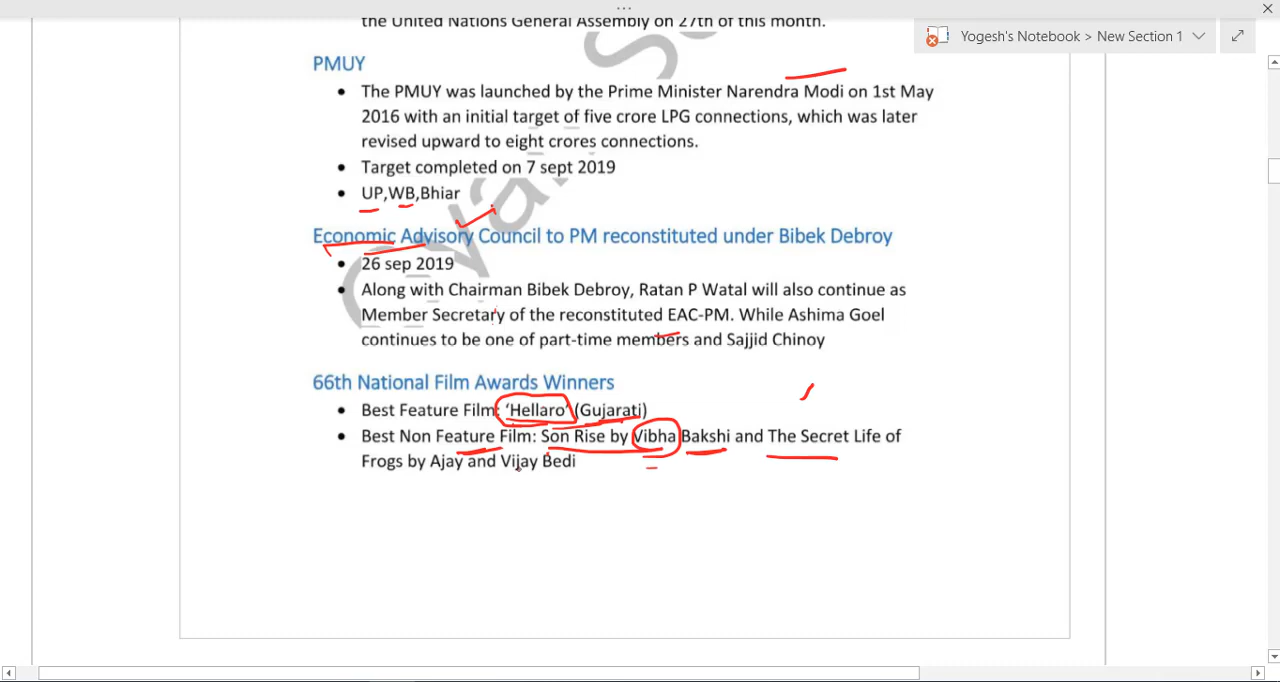 ...
Yogesh's Notebook > New Section 1
the United Nations General Assembly on 27th of this month.
PMUY
• The PMUY was launched by the Prime Minister Narendra Modi on 1st May
2016 with an initial target of five crore LPG connections, which was later
revised upward to eight crores connections.
• Target completed on 7 sept 2019
• UP,WB,Bhiar
Economic Advisory Council to PM reconstituted under Bibek Debroy
• 26 sep 2019
• Along with Chairman Bibek Debroy, Ratan P Watal will also continue as
Member Secretary of the reconstituted EAC-PM. While Ashima Goel
continues to be one of part-time members and Sajjid Chinoy
66th National Film Awards Winners
• Best Feature Film: ‘Hellaro’ (Gujarati)
• Best Non Feature Film: Son Rise by Vibha Bakshi and The Secret Life of
Frogs by Ajay and Vijay Bedi